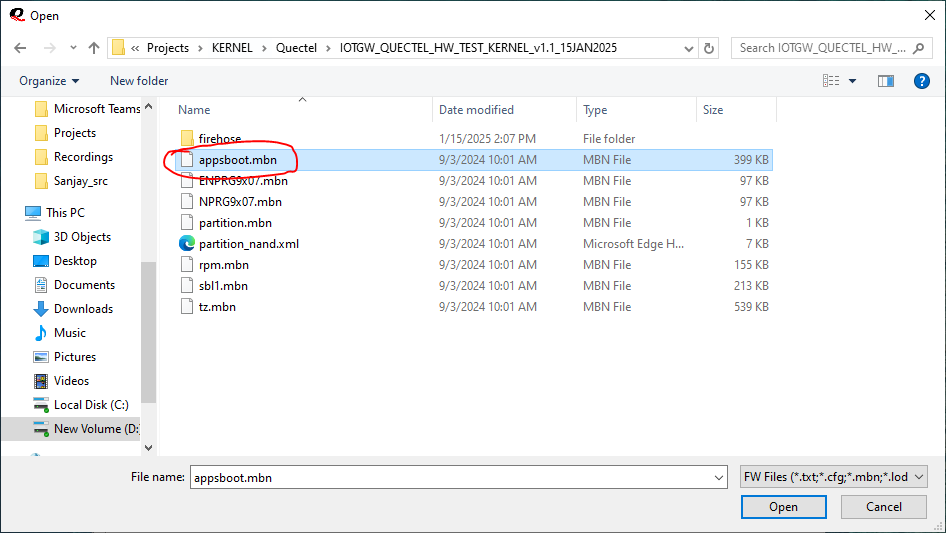 Open
« Projects > KERNEL > Quectel > IOTGW_QUECTEL_HW_TEST_KERNEL_v1.1_15JAN2025
Search IOTGW_QUECTEL_HW_...
Organize New folder
Microsoft Teams
Projects
Recordings
Sanjay_src
This PC
3D Objects
Desktop
Documents
Downloads
Music
Pictures
Videos
Local Disk (C:)
New Volume (D:
Name Date modified Type Size
firehose 1/15/2025 2:07 PM File folder
appsboot.mbn 9/3/2024 10:01 AM MBN File 399 KB
ENPRG9x07.mbn 9/3/2024 10:01 AM MBN File 97 KB
NPRG9x07.mbn 9/3/2024 10:01 AM MBN File 97 KB
partition.mbn 9/3/2024 10:01 AM MBN File 1 KB
partition_nand.xml 9/3/2024 10:01 AM Microsoft Edge H... 7 KB
rpm.mbn 9/3/2024 10:01 AM MBN File 155 KB
sbl1.mbn 9/3/2024 10:01 AM MBN File 213 KB
tz.mbn 9/3/2024 10:01 AM MBN File 539 KB
File name: appsboot.mbn FW Files (*.txt;*.cfg;*.mbn;*.lod
Open Cancel